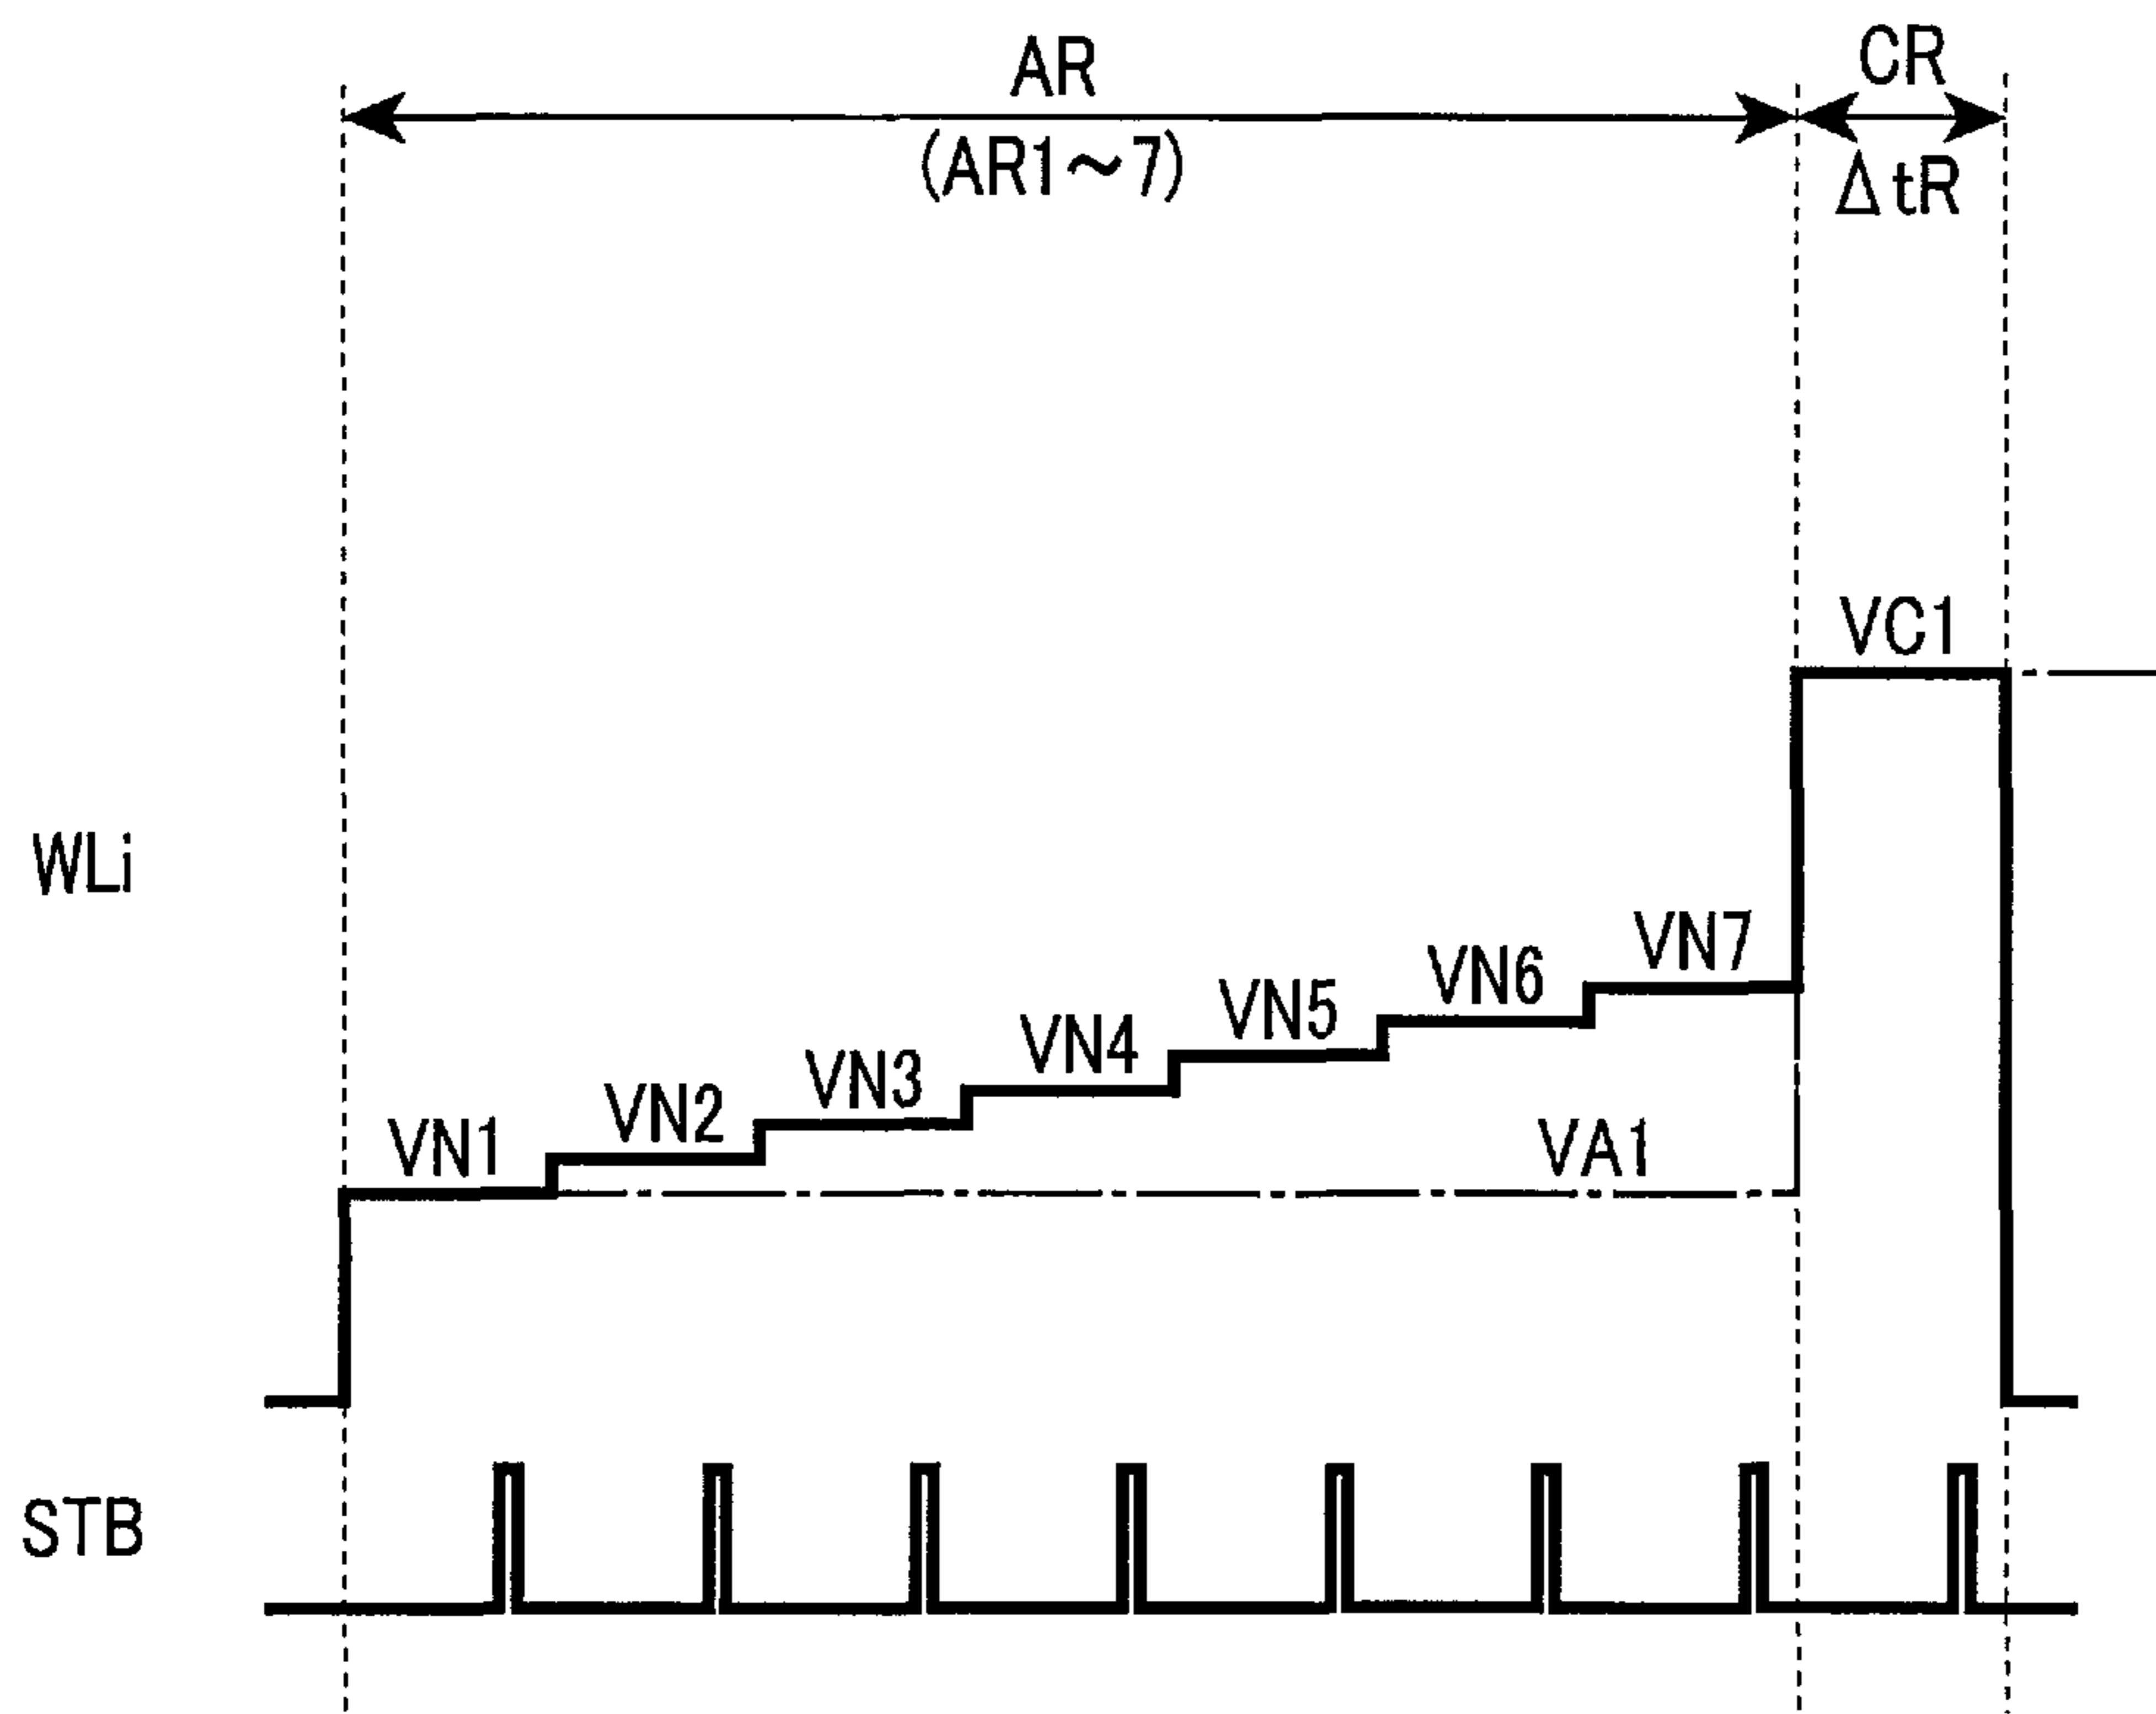 AR
(AR1～7)
CR
ΔtR
VC1
WLi
VN7
VN6
VN5
VN4
VN3
VN2
VN1
VA1
STB